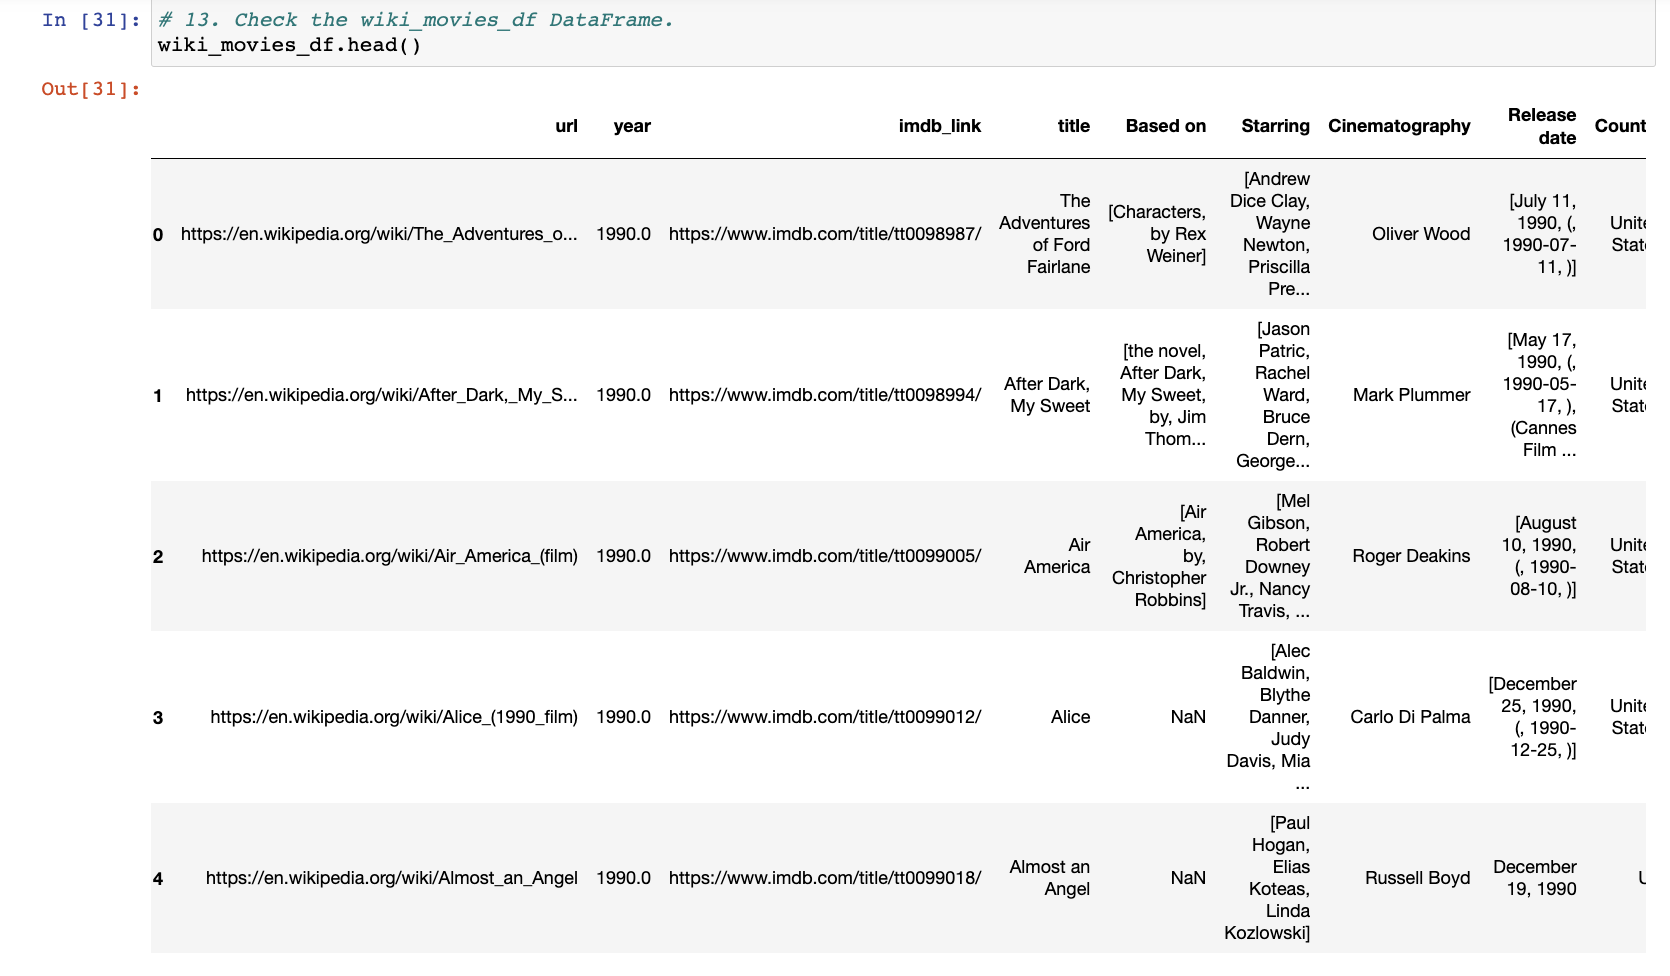 In [31]: # 13. Check the wiki_movies_df DataFrame.
wiki_movies_df.head()
Out[31]:
url year imdb_link title Based on Starring Cinematography Release date Count
0 https://en.wikipedia.org/wiki/The_Adventures_o... 1990.0 https://www.imdb.com/title/tt0098987/ The Adventures of Ford Fairlane [Characters, by Rex Weiner] [Andrew Dice Clay, Wayne Newton, Priscilla Pre... Oliver Wood [July 11, 1990, (, 1990-07-11, )] Unite State
1 https://en.wikipedia.org/wiki/After_Dark,_My_S... 1990.0 https://www.imdb.com/title/tt0098994/ After Dark, My Sweet [the novel, After Dark, My Sweet, by, Jim Thom... [Jason Patric, Rachel Ward, Bruce Dern, George... Mark Plummer [May 17, 1990, (, 1990-05-17, ), (Cannes Film ... Unite State
2 https://en.wikipedia.org/wiki/Air_America_(film) 1990.0 https://www.imdb.com/title/tt0099005/ Air America [Air America, by, Christopher Robbins] [Mel Gibson, Robert Downey Jr., Nancy Travis, ... Roger Deakins [August 10, 1990, (, 1990-08-10, )] Unite State
3 https://en.wikipedia.org/wiki/Alice_(1990_film) 1990.0 https://www.imdb.com/title/tt0099012/ Alice NaN [Alec Baldwin, Blythe Danner, Judy Davis, Mia ... Carlo Di Palma [December 25, 1990, (, 1990-12-25, )] Unite State
4 https://en.wikipedia.org/wiki/Almost_an_Angel 1990.0 https://www.imdb.com/title/tt0099018/ Almost an Angel NaN [Paul Hogan, Elias Koteas, Linda Kozlowski] Russell Boyd December 19, 1990